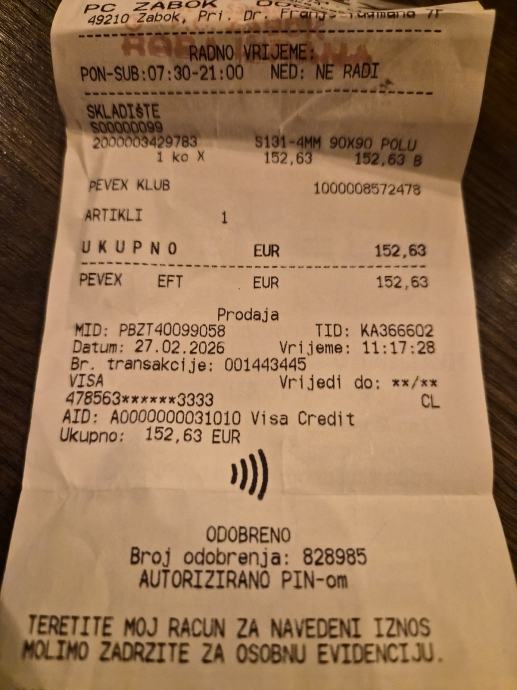 PC ZABOK
49210 Zabok, Pri. Dr. Franje Tuđmana 7F
RADNO VRIJEME:
PON-SUB:07:30-21:00 NED: NE RADI
SKLADIŠTE
S00000099
2000003429783 S131-4MM 90X90 POLU
1 ko X 152,63 152,63 B
PEVEX KLUB 1000008572478
ARTIKLI 1
U K U P N O EUR 152,63
PEVEX EFT EUR 152,63
Prodaja
MID: PBZT40099058 TID: KA366602
Datum: 27.02.2026 Vrijeme: 11:17:28
Br. transakcije: 001443445
VISA Vrijedi do: **/**
478563******3333 CL
AID: A0000000031010 Visa Credit
Ukupno: 152,63 EUR
ODOBRENO
Broj odobrenja: 828985
AUTORIZIRANO PIN-om
TERETITE MOJ RACUN ZA NAVEDENI IZNOS
MOLIMO ZADRZITE ZA OSOBNU EVIDENCIJU.